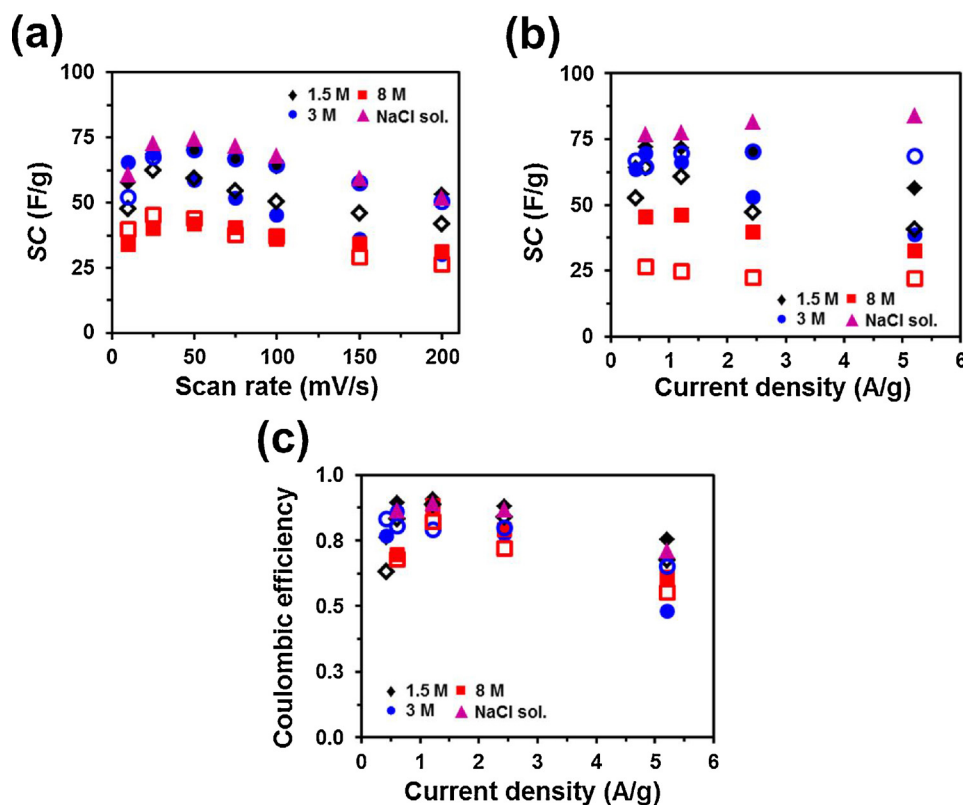 (a)
(b)
100
75
50
25
0
SC (F/g)
1.5 M 8 M
3 M NaCl sol.
0 50 100 150 200
Scan rate (mV/s)
100
75
50
25
0
SC (F/g)
1.5 M 8 M
3 M NaCl sol.
0 1 2 3 4 5 6
Current density (A/g)
(c)
1.0
0.8
0.5
0.3
0.0
Coulombic efficiency
1.5 M 8 M
3 M NaCl sol.
0 1 2 3 4 5 6
Current density (A/g)